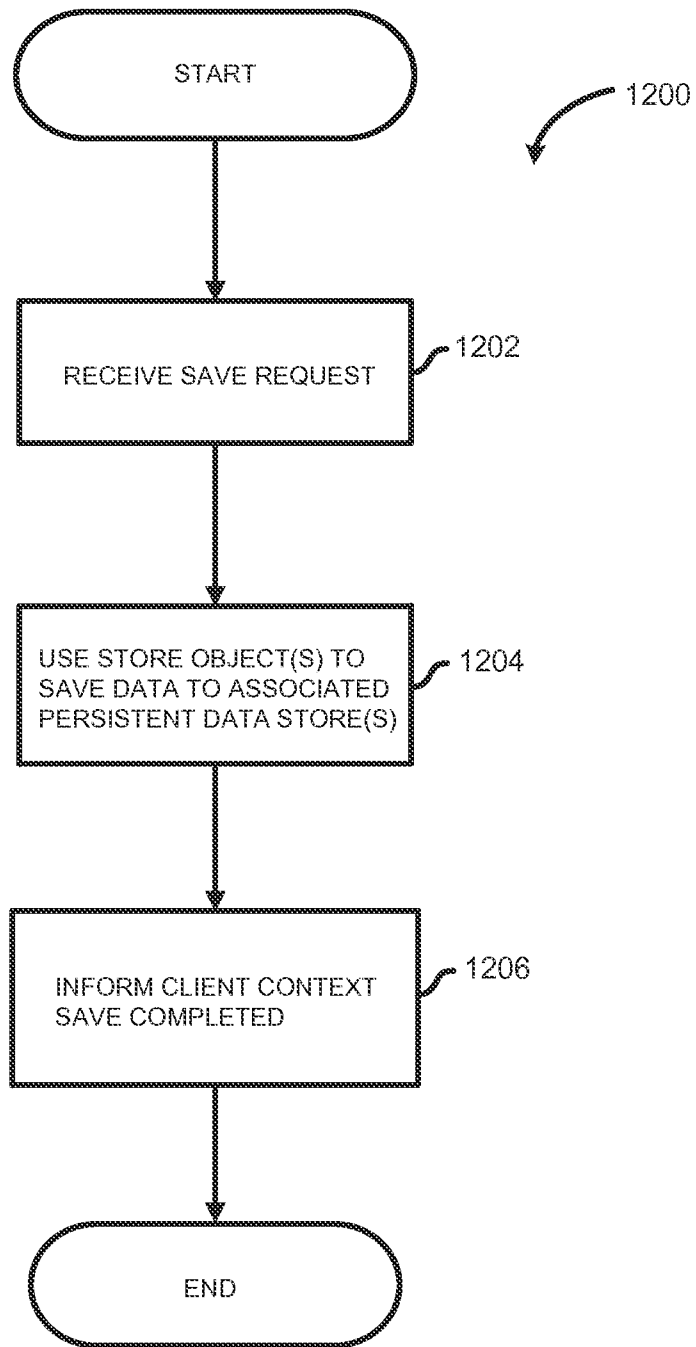 START
1200
RECEIVE SAVE REQUEST
1202
USE STORE OBJECT(S) TO
SAVE DATA TO ASSOCIATED
PERSISTENT DATA STORE(S)
1204
INFORM CLIENT CONTEXT
SAVE COMPLETED
1206
END